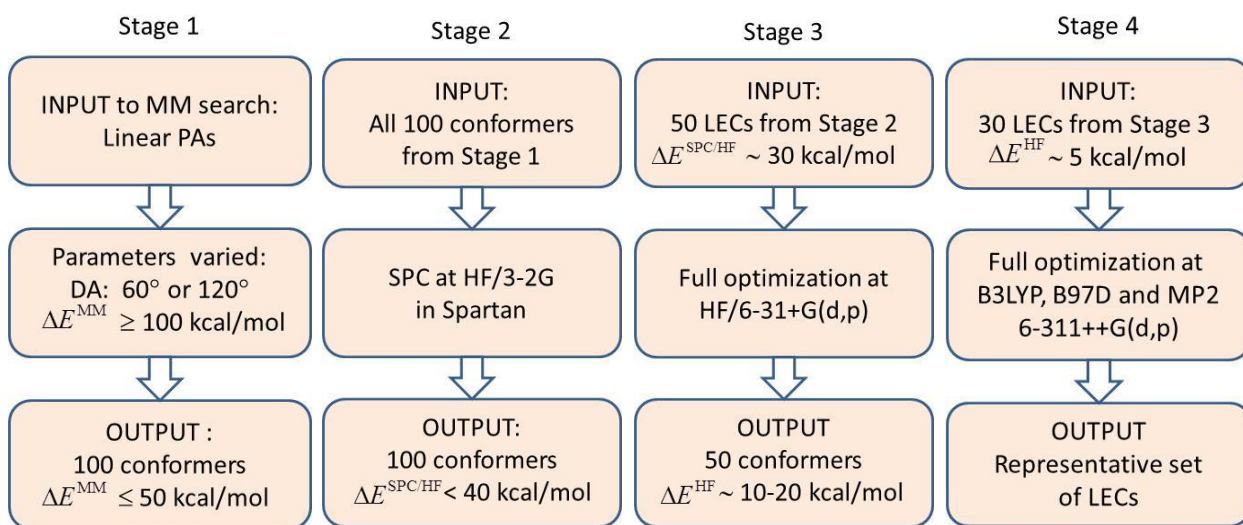 Stage 1
INPUT to MM search:
Linear PAs
Parameters varied:
DA: 60° or 120°
ΔE^MM ≥ 100 kcal/mol
OUTPUT :
100 conformers
ΔE^MM ≤ 50 kcal/mol
Stage 2
INPUT:
All 100 conformers
from Stage 1
SPC at HF/3-2G
in Spartan
OUTPUT:
100 conformers
ΔE^SPC/HF < 40 kcal/mol
Stage 3
INPUT:
50 LECs from Stage 2
ΔE^SPC/HF ~ 30 kcal/mol
Full optimization at
HF/6-31+G(d,p)
OUTPUT
50 conformers
ΔE^HF ~ 10-20 kcal/mol
Stage 4
INPUT:
30 LECs from Stage 3
ΔE^HF ~ 5 kcal/mol
Full optimization at
B3LYP, B97D and MP2
6-311++G(d,p)
OUTPUT
Representative set
of LECs